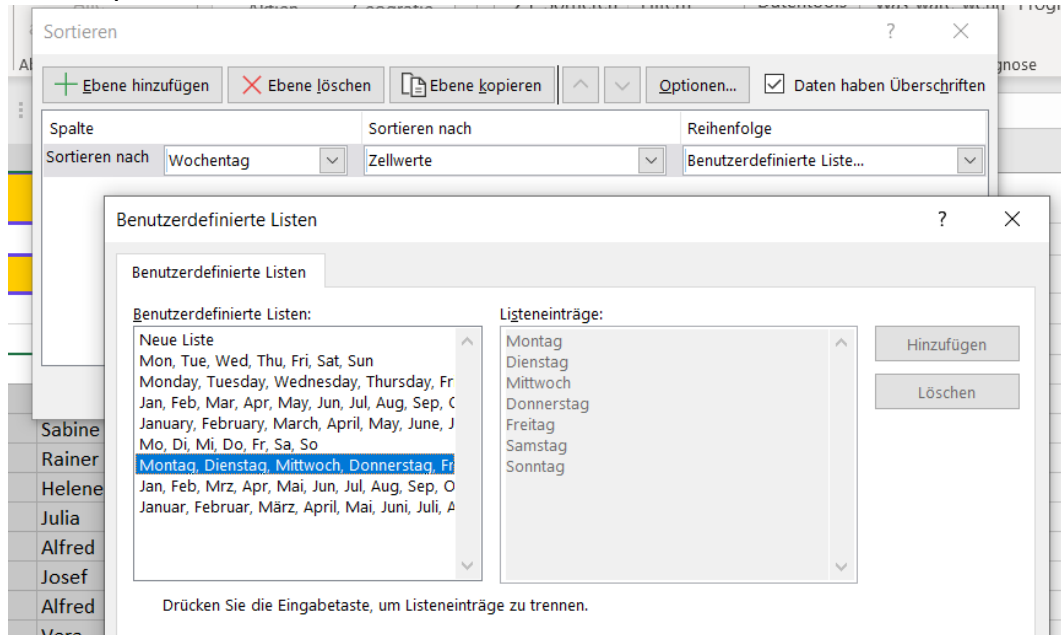 Sortieren
?
Ebene hinzufügen
Ebene löschen
Ebene kopieren
Optionen...
Daten haben Überschriften
gnose
Spalte
Sortieren nach
Reihenfolge
Sortieren nach
Wochentag
Zellwerte
Benutzerdefinierte Liste...
Benutzerdefinierte Listen
?
Benutzerdefinierte Listen
Benutzerdefinierte Listen:
Neue Liste
Mon, Tue, Wed, Thu, Fri, Sat, Sun
Monday, Tuesday, Wednesday, Thursday, Fr
Jan, Feb, Mar, Apr, May, Jun, Jul, Aug, Sep,
January, February, March, April, May, June, J
Mo, Di, Mi, Do, Fr, Sa, So
Montag, Dienstag, Mittwoch, Donnerstag, Fr
Jan, Feb, Mrz, Apr, Mai, Jun, Jul, Aug, Sep, O
Januar, Februar, März, April, Mai, Juni, Juli, A
Listeneinträge:
Montag
Dienstag
Mittwoch
Donnerstag
Freitag
Samstag
Sonntag
Hinzufügen
Löschen
Drücken Sie die Eingabetaste, um Listeneinträge zu trennen.
Sabine
Rainer
Helene
Julia
Alfred
Josef
Alfred